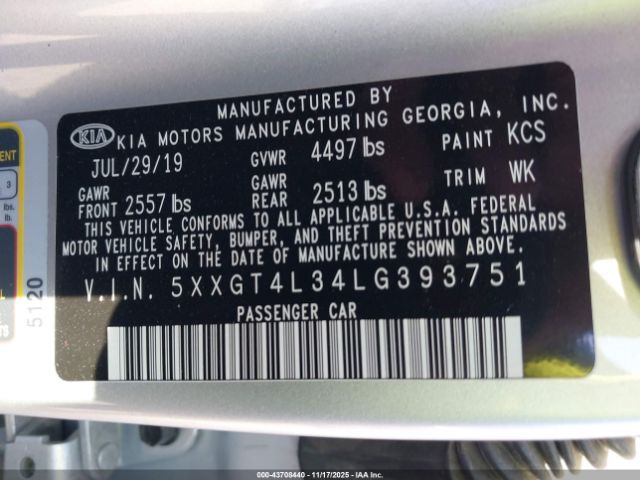 MANUFACTURED BY
KIA KIA MOTORS MANUFACTURING GEORGIA, INC.
JUL/29/19 GVWR 4497 lbs PAINT KCS
GAWR FRONT 2557 lbs GAWR REAR 2513 lbs TRIM WK
THIS VEHICLE CONFORMS TO ALL APPLICABLE U.S.A. FEDERAL
MOTOR VEHICLE SAFETY, BUMPER, AND THEFT PREVENTION STANDARDS
IN EFFECT ON THE DATE OF MANUFACTURE SHOWN ABOVE.
V.I.N. 5XXGT4L34LG393751
PASSENGER CAR
5120
3
lbs.
lb.
000-43708440 - 11/17/2025 - IAA Inc.